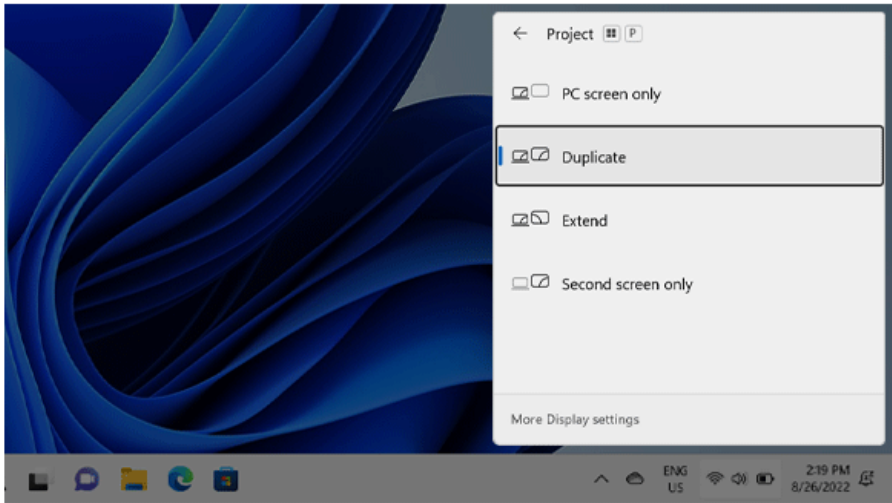 Project P
PC screen only
Duplicate
Extend
Second screen only
More Display settings
ENG
US
2:19 PM
8/26/2022